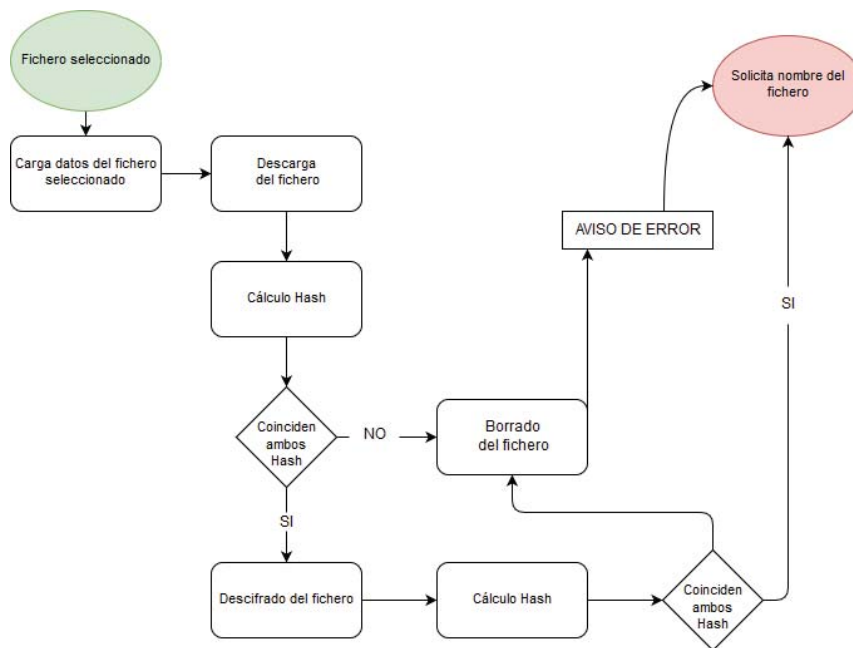 Fichero seleccionado
Solicita nombre del
fichero
Carga datos del fichero
seleccionado
Descarga
del fichero
AVISO DE ERROR
Cálculo Hash
SI
Coinciden
ambos
Hash
NO
Borrado
del fichero
SI
Descifrado del fichero
Cálculo Hash
Coinciden
ambos
Hash